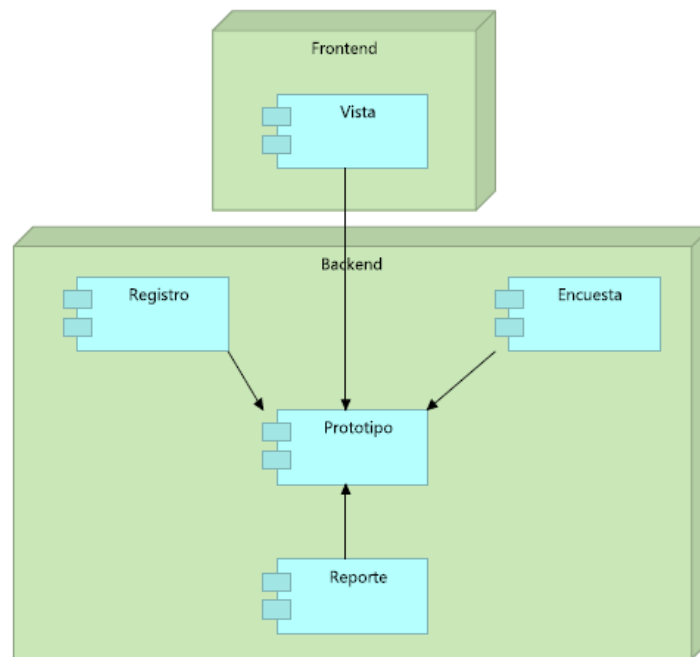 Frontend
Vista
Backend
Registro
Encuesta
Prototipo
Reporte